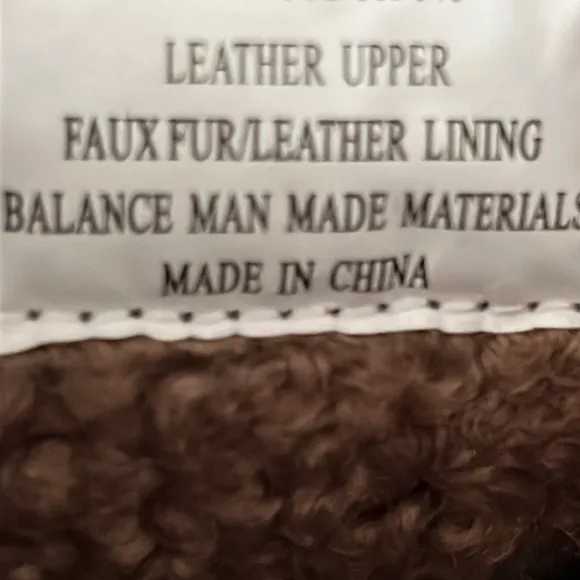 LEATHER UPPER
FAUX FUR/LEATHER LINING
BALANCE MAN MADE MATERIALS
MADE IN CHINA